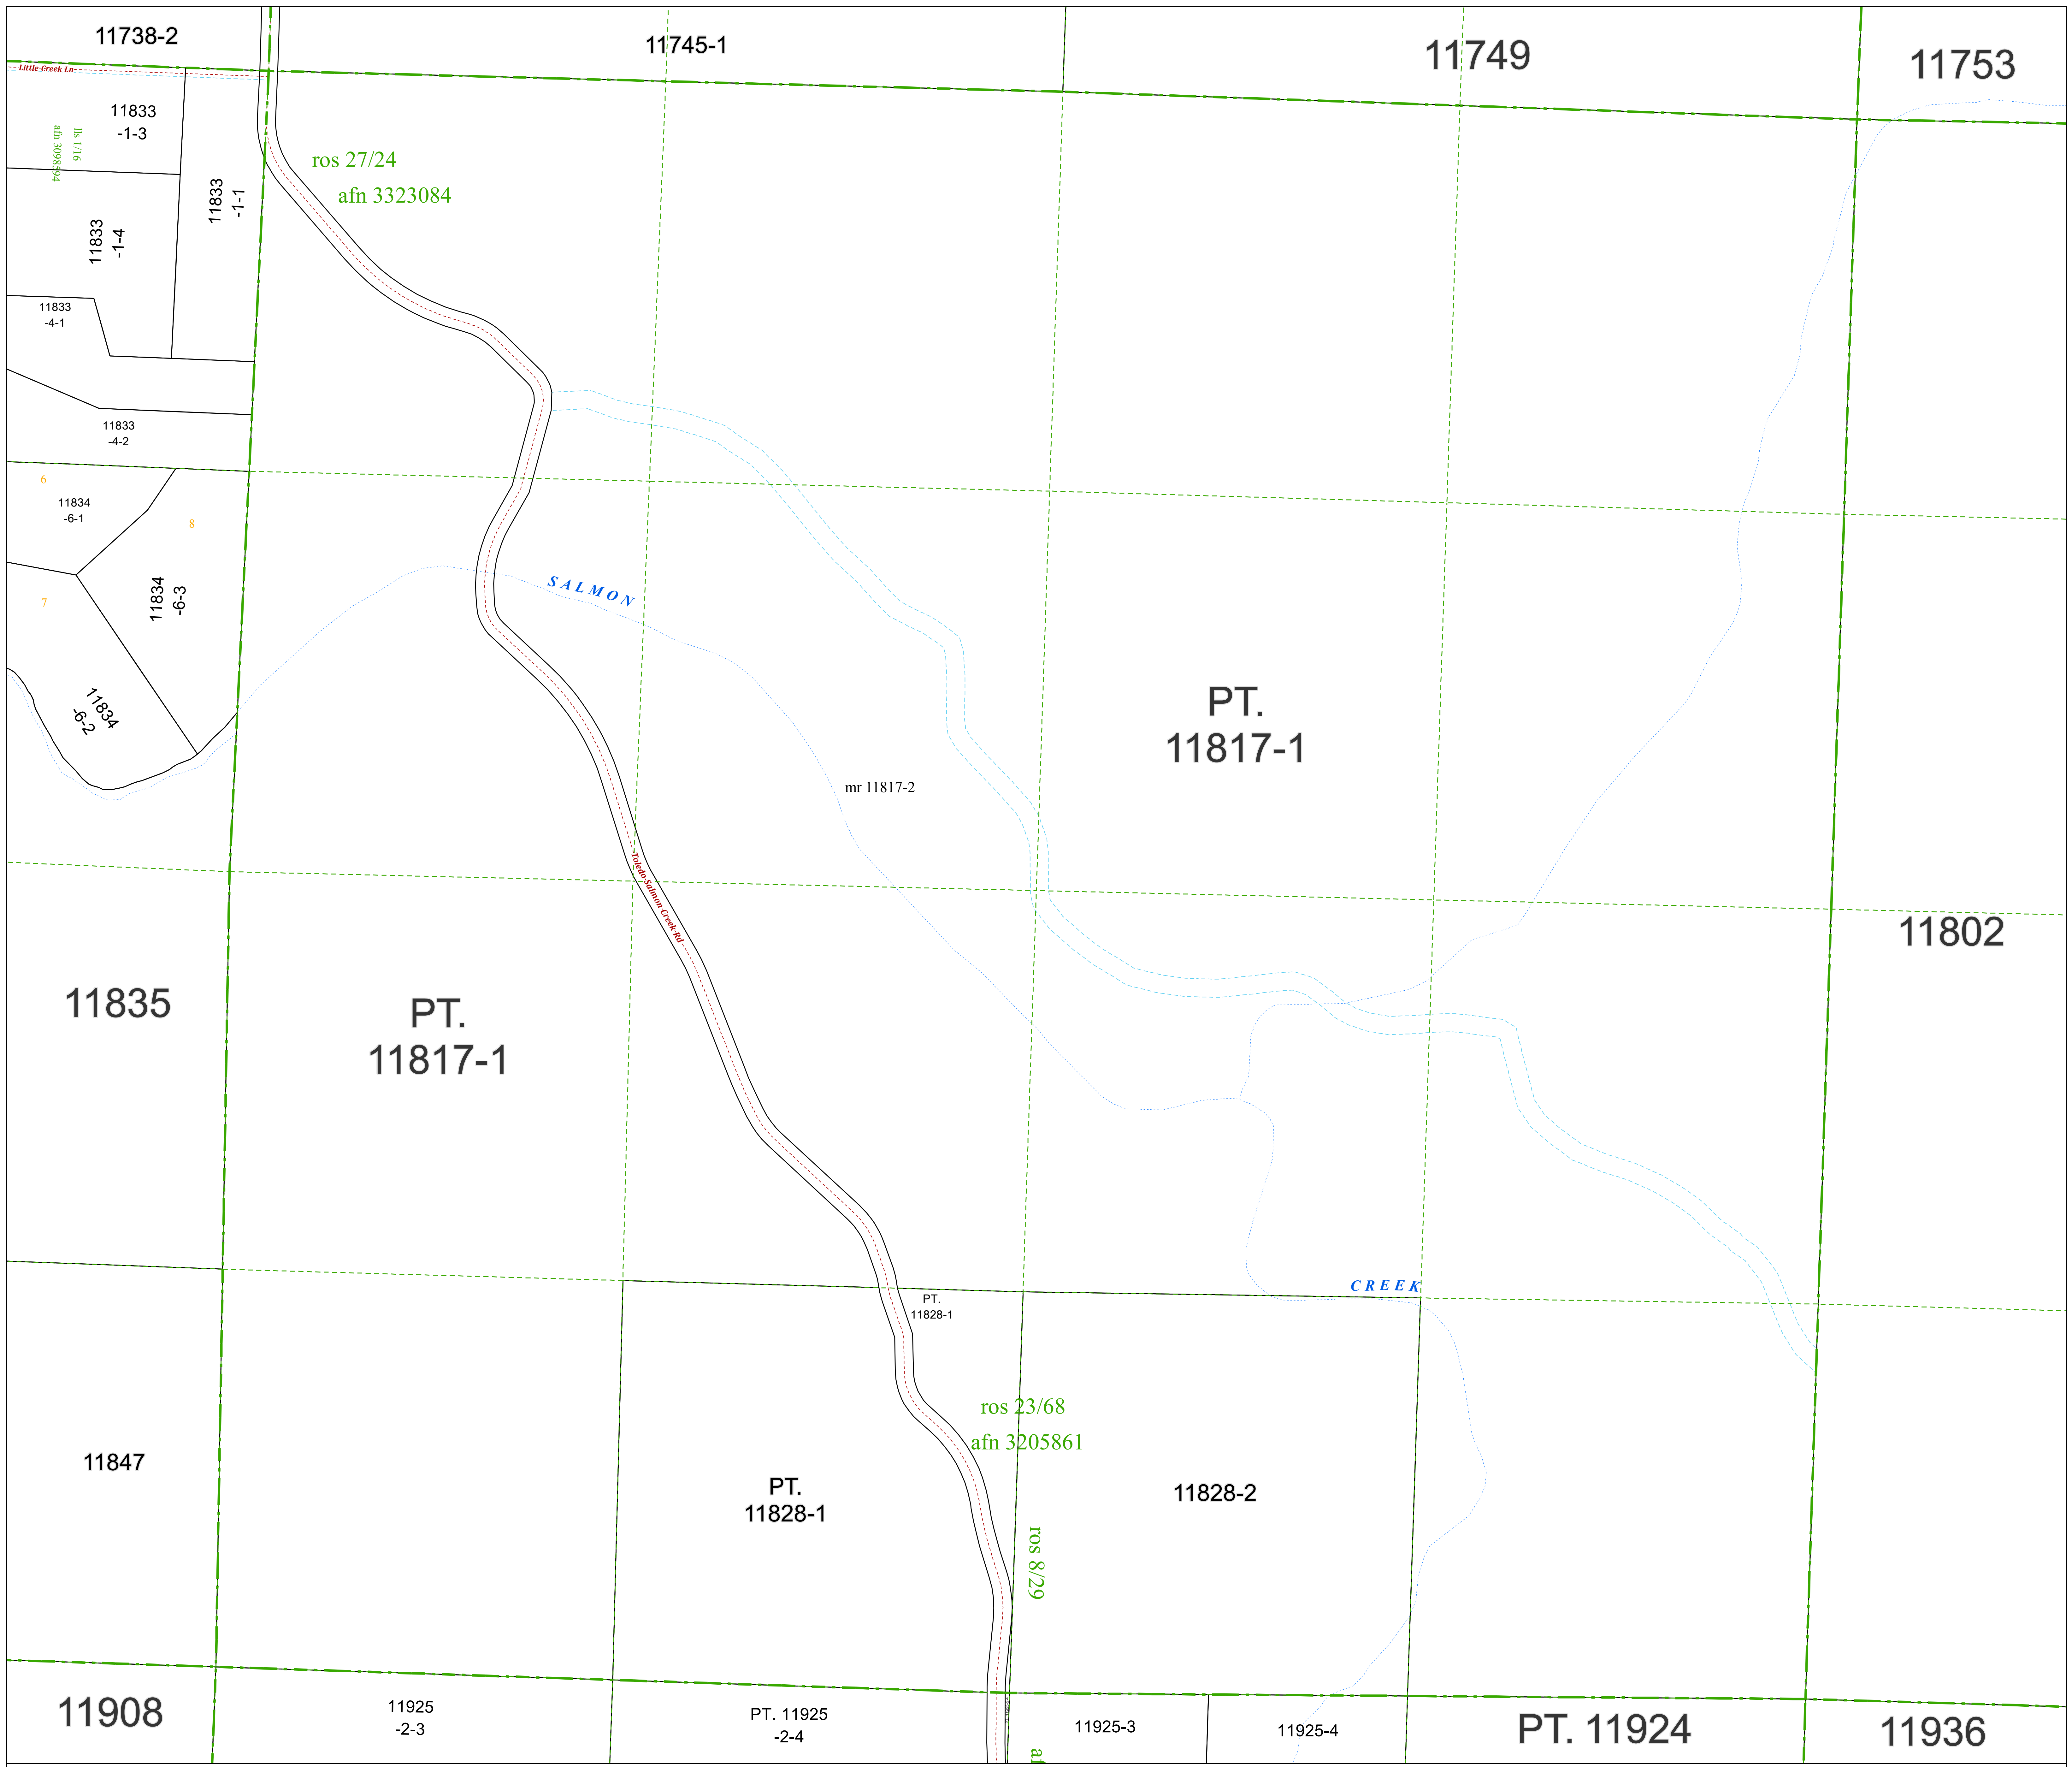 11738-2
11745-1
11749
11753
Little Creek Ln
11833
-1-3
lls 1/16
afn 3098594
11833
-1-1
ros 27/24
afn 3323084
11833
-1-4
11833
-4-1
11833
-4-2
6
11834
-6-1
8
11834
-6-3
7
11834
-6-2
SALMON
PT.
11817-1
mr 11817-2
Toledo Salmon Creek Rd
11802
11835
PT.
11817-1
CREEK
PT.
11828-1
ros 23/68
afn 3205861
11847
PT.
11828-1
11828-2
ros 8/29
11908
11925
-2-3
PT. 11925
-2-4
11925-3
11925-4
PT. 11924
11936